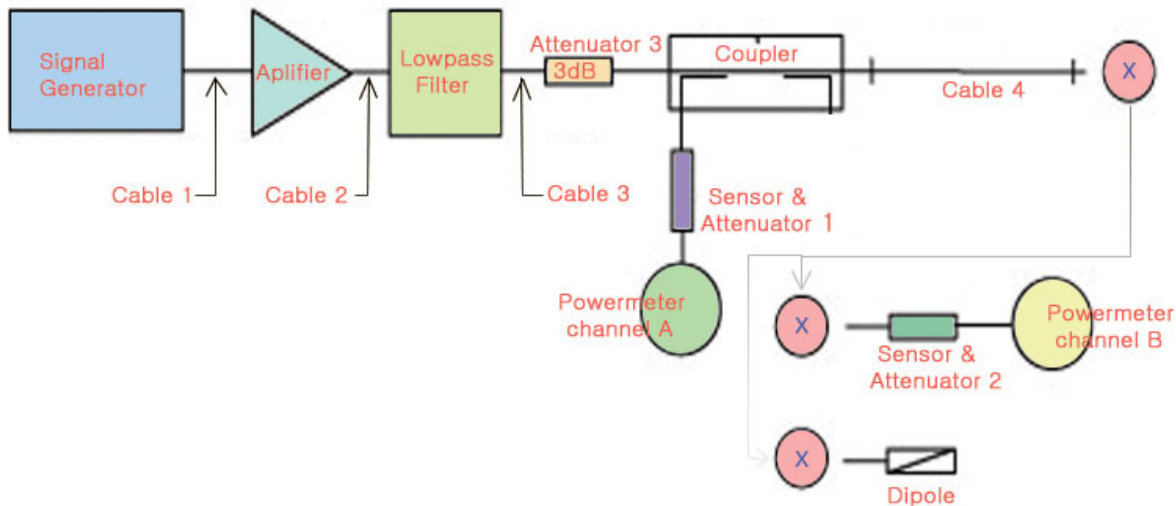 Signal
Generator
Aplifier
Lowpass
Filter
Attenuator 3
3dB
Coupler
X
Cable 4
Cable 1
Cable 2
Cable 3
Sensor &
Attenuator 1
Powermeter
channel A
X
Sensor &
Attenuator 2
Powermeter
channel B
X
Dipole